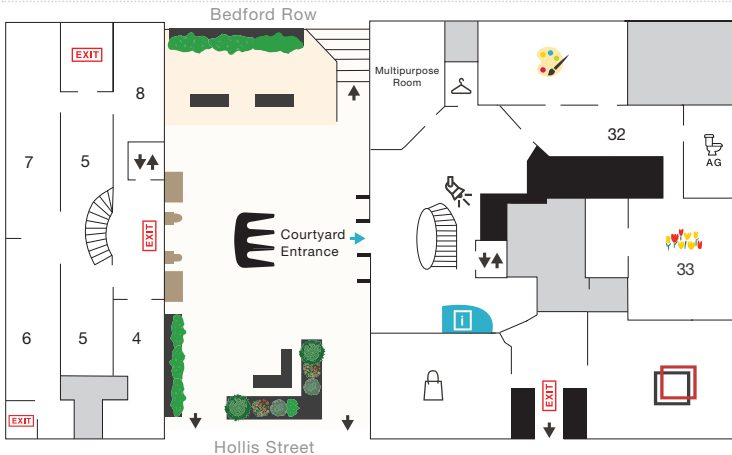 Bedford Row
EXIT
8
Multipurpose
Room
32
AG
7
5
EXIT
Courtyard
Entrance
33
i
6
5
4
EXIT
EXIT
Hollis Street